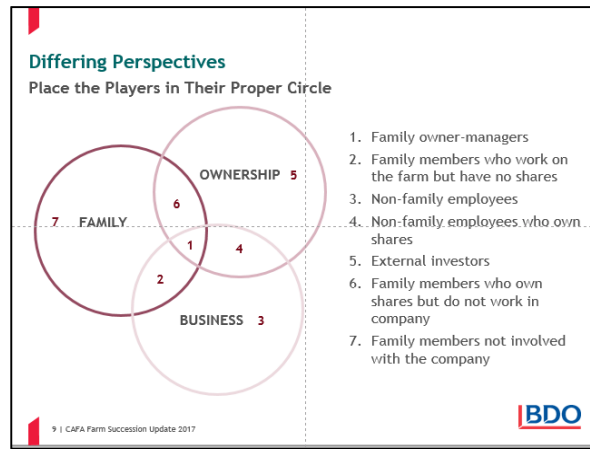 Differing Perspectives
Place the Players in Their Proper Circle
OWNERSHIP 5
6
7 FAMILY
1
4
2
BUSINESS 3
1. Family owner-managers
2. Family members who work on
the farm but have no shares
3. Non-family employees
4. Non-family employees who own
shares
5. External investors
6. Family members who own
shares but do not work in
company
7. Family members not involved
with the company
9 | CAFA Farm Succession Update 2017
BDO